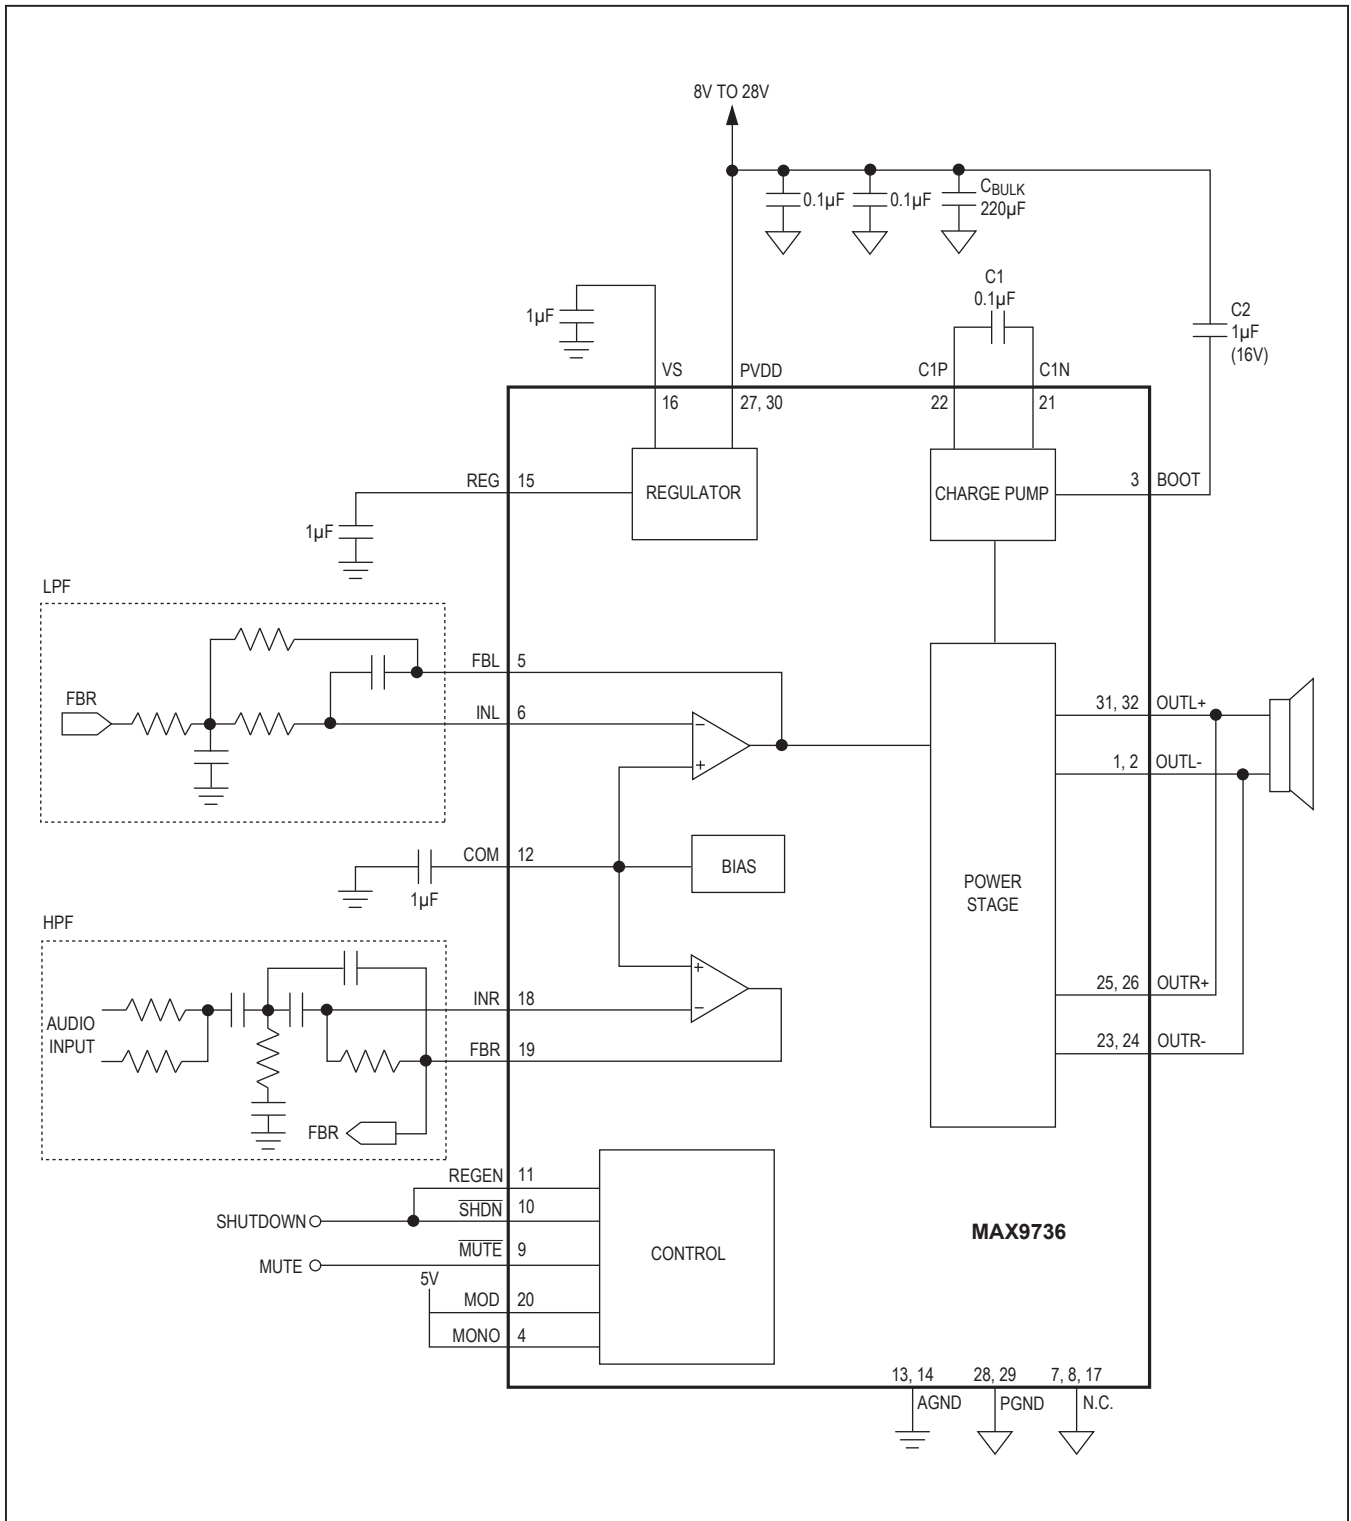 8V TO 28V
0.1µF
0.1µF
CBULK
220µF
C1
0.1µF
C2
1µF
(16V)
1µF
VS
PVDD
C1P
C1N
16
27, 30
22
21
REG
15
REGULATOR
CHARGE PUMP
3
BOOT
1µF
LPF
FBR
FBL
5
INL
6
−
+
31, 32
OUTL+
1, 2
OUTL-
COM
12
BIAS
1µF
POWER
STAGE
HPF
AUDIO
INPUT
INR
18
+
−
FBR
19
25, 26
OUTR+
23, 24
OUTR-
FBR
REGEN
11
SHUTDOWN
SHDN
10
MUTE
MUTE
9
CONTROL
MAX9736
5V
MOD
20
MONO
4
13, 14
28, 29
7, 8, 17
AGND
PGND
N.C.